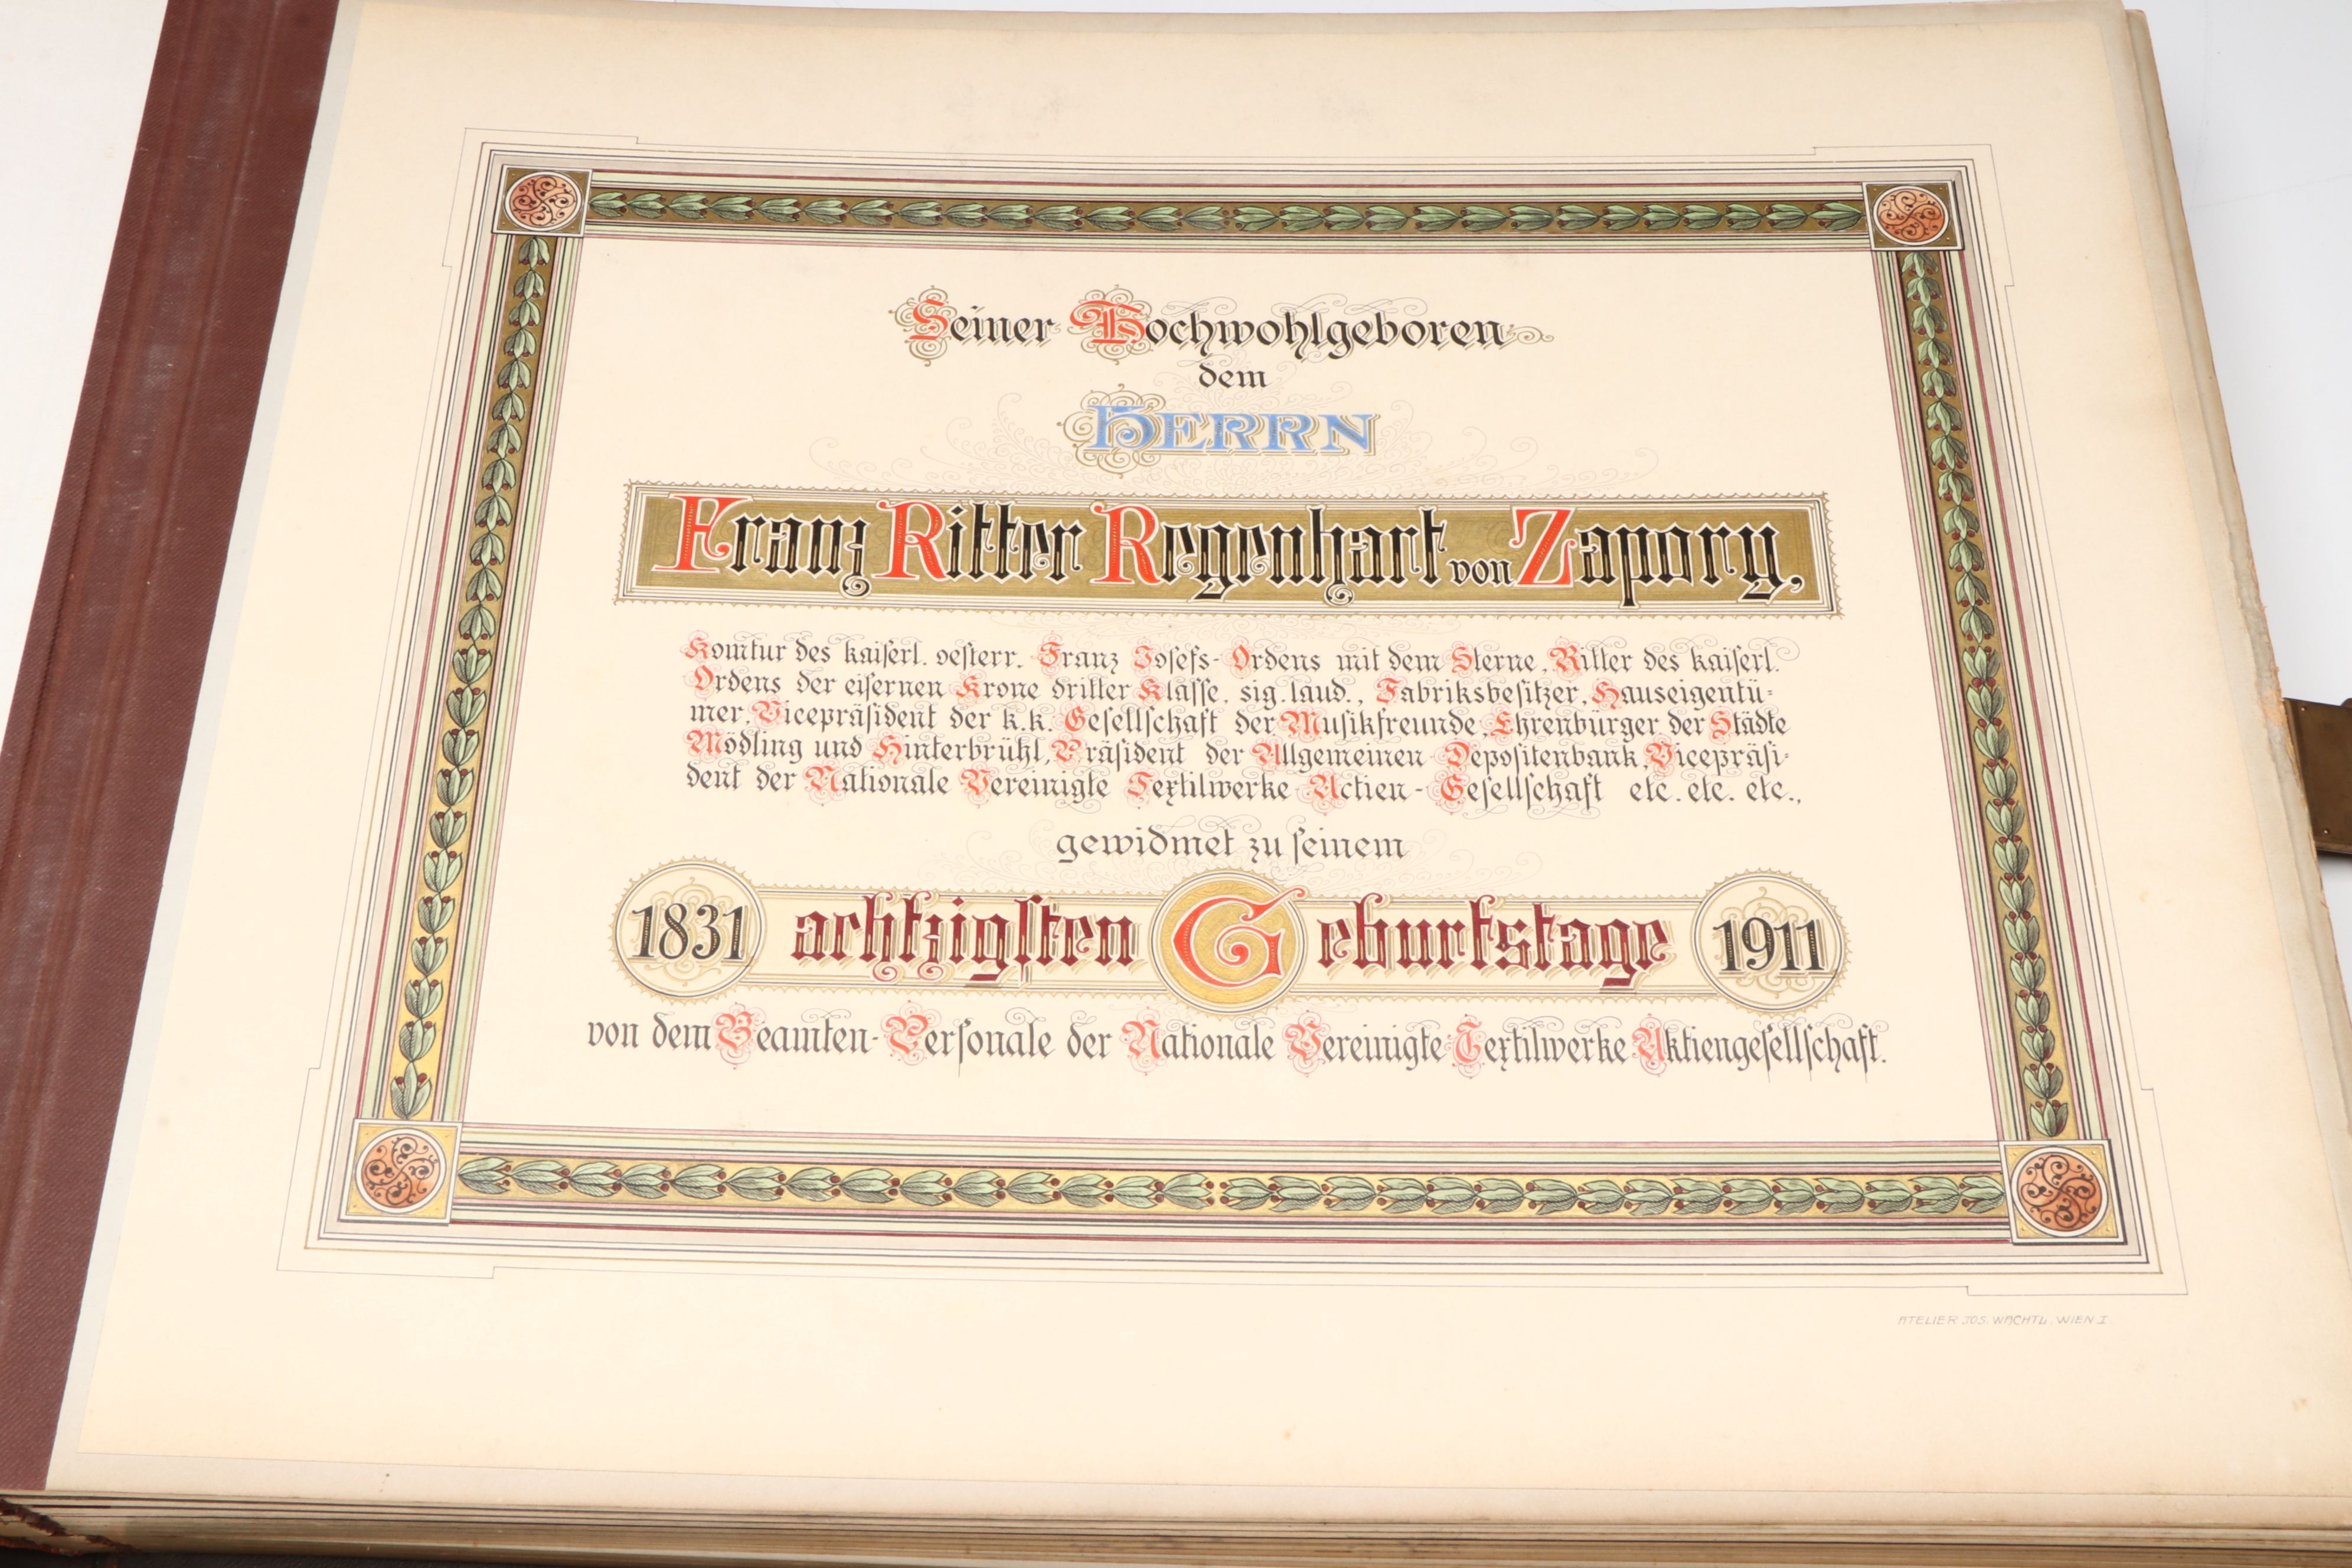 Seiner Hochwohlgeboren
dem
HERRN
Franz Ritter Regenhart von Zapory,
Komtur des kaiserl. oesterr. Franz Josefs-Ordens mit dem Sterne, Ritter des kaiserl.
Ordens der eisernen Krone dritter Klasse, sig. laud., Fabriksbesitzer, Hauseigentü-
mer, Vicepräsident der k.k. Gesellschaft der Musikfreunde, Ehrenbürger der Städte
Mödling und Hinterbrühl, Präsident der Allgemeinen Depositenbank, Vicepräsi-
dent der Nationale Vereinigte Textilwerke Actien-Gesellschaft etc. etc. etc.,
gewidmet zu seinem
1831 achtzigsten Geburtstage 1911
von dem Beamten-Personale der Nationale Vereinigte Textilwerke Aktiengesellschaft.
ATELIER JOS. WACHTL. WIEN I.